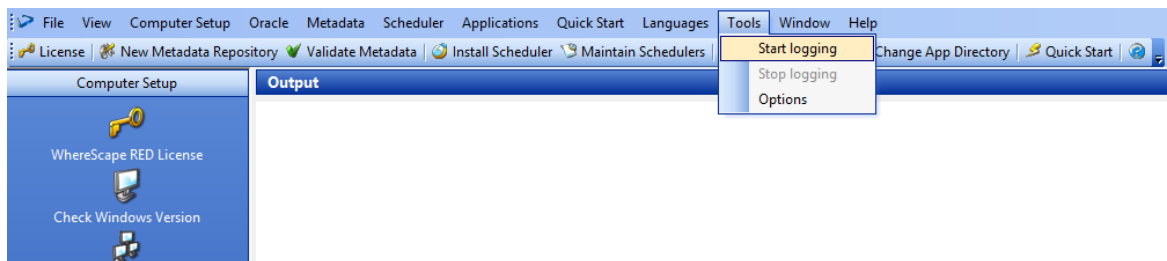 File View Computer Setup Oracle Metadata Scheduler Applications Quick Start Languages Tools Window Help
License New Metadata Repository Validate Metadata Install Scheduler Maintain Schedulers Change App Directory Quick Start
Start logging
Stop logging
Options
Computer Setup
Output
WhereScape RED License
Check Windows Version